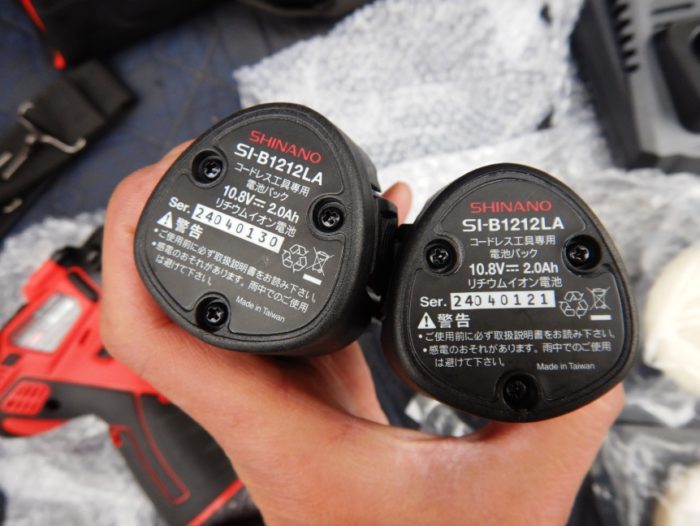 SHINANO
SI-B1212LA
コードレス工具専用
電池パック
10.8V⎓2.0Ah
リチウムイオン電池
Ser. 24040130
警告
・ご使用前に必ず取扱説明書をお読み下さい。
・感電のおそれがあります。雨中でのご使用
は避けて下さい。
Made in Taiwan
SHINANO
SI-B1212LA
コードレス工具専用
電池パック
10.8V⎓2.0Ah
リチウムイオン電池
Ser. 24040121
警告
・ご使用前に必ず取扱説明書をお読み下さい。
・感電のおそれがあります。雨中でのご使用
は避けて下さい。
Made in Taiwan